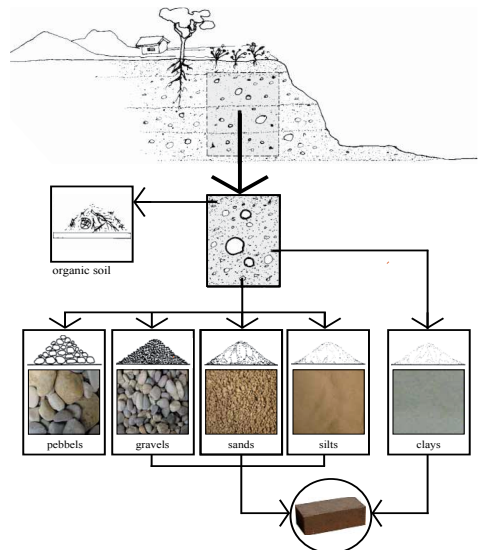 organic soil
pebbels
gravels
sands
silts
clays